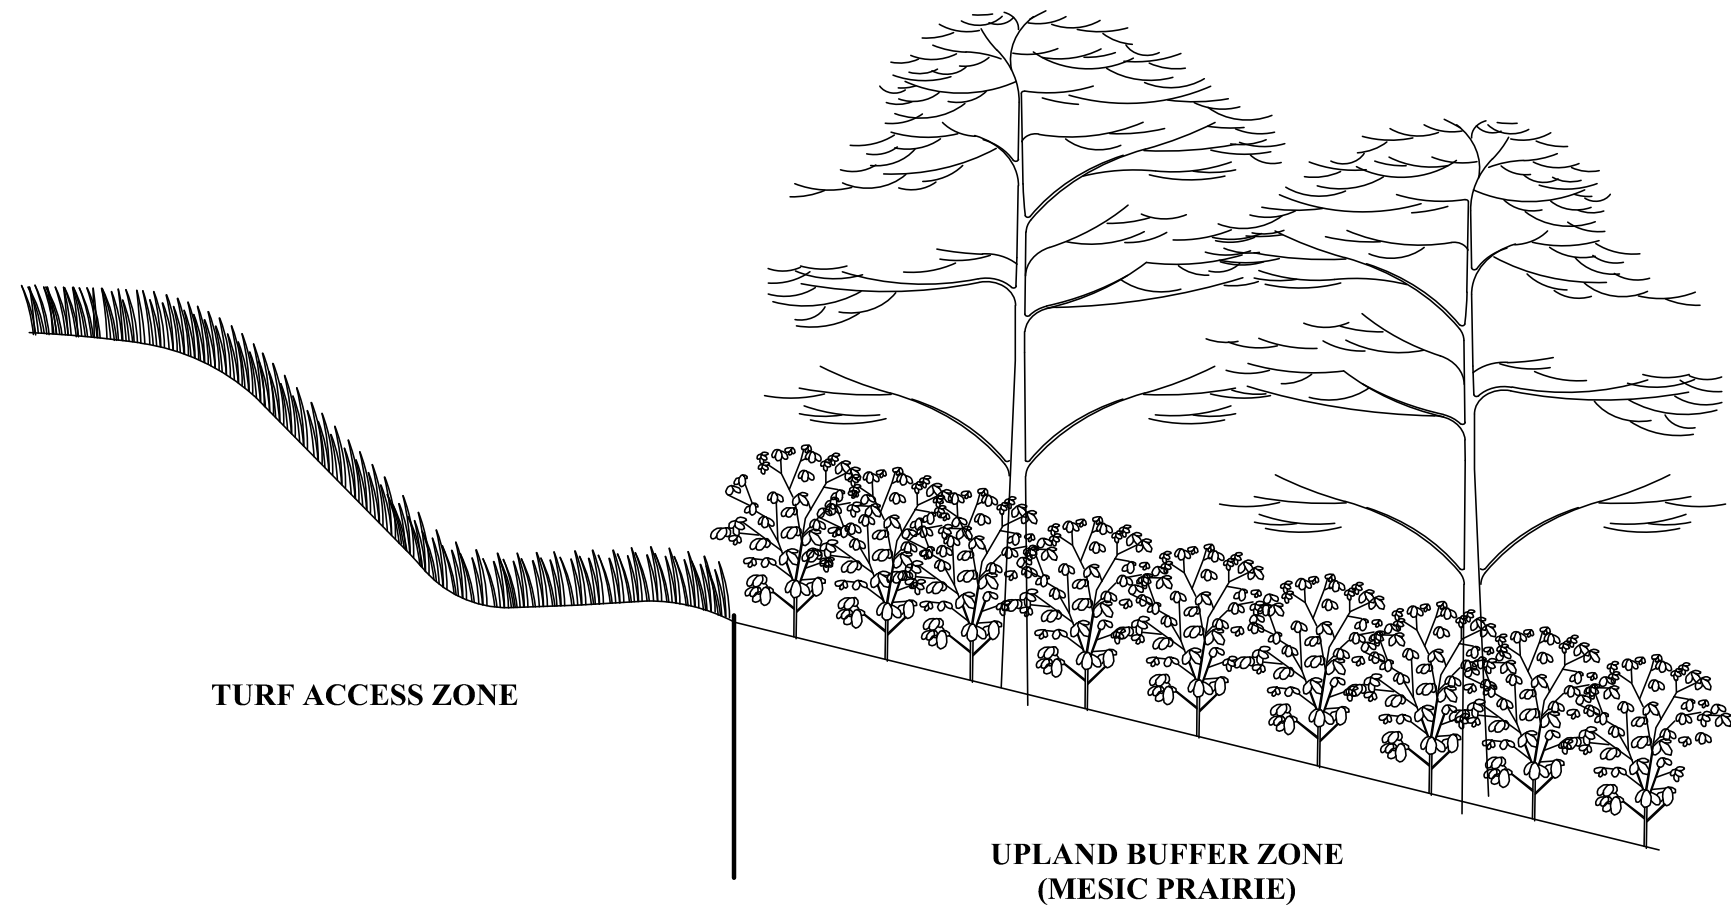 TURF ACCESS ZONE
UPLAND BUFFER ZONE
(MESIC PRAIRIE)